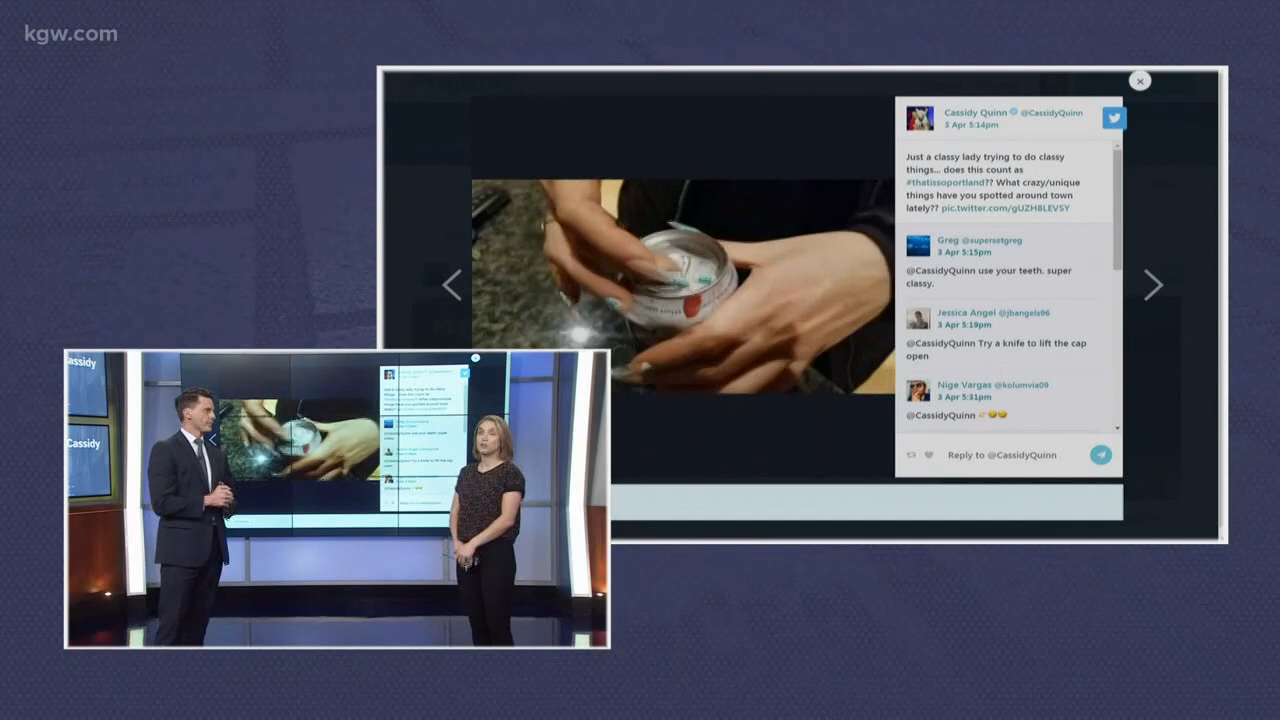 kgw.com
Cassidy Quinn @CassidyQuinn
3 Apr 5:14pm
Just a classy lady trying to do classy
things... does this count as
#thatissoportland?? What crazy/unique
things have you spotted around town
lately?? pic.twitter.com/gUZH8LEVSY
Greg @supersetgreg
3 Apr 5:15pm
@CassidyQuinn use your teeth. super
classy.
Jessica Angel @jbangels96
3 Apr 5:19pm
@CassidyQuinn Try a knife to lift the cap
open
Nige Vargas @kolumvia09
3 Apr 5:31pm
@CassidyQuinn 👏😂😂
Reply to @CassidyQuinn
assidy
Cassidy